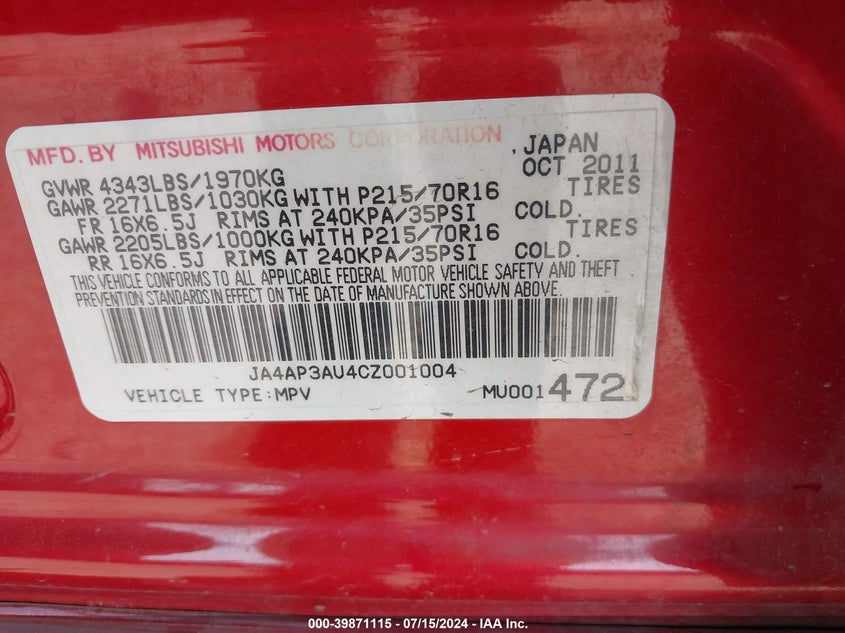 MFD. BY MITSUBISHI MOTORS CORPORATION , JAPAN
GVWR 4343LBS/1970KG OCT 2011
GAWR 2271LBS/1030KG WITH P215/70R16 TIRES
FR 16X6.5J RIMS AT 240KPA/35PSI COLD.
GAWR 2205LBS/1000KG WITH P215/70R16 TIRES
RR 16X6.5J RIMS AT 240KPA/35PSI COLD.
THIS VEHICLE CONFORMS TO ALL APPLICABLE FEDERAL MOTOR VEHICLE SAFETY AND THEFT
PREVENTION STANDARDS IN EFFECT ON THE DATE OF MANUFACTURE SHOWN ABOVE.
JA4AP3AU4CZ001004
VEHICLE TYPE:MPV MU001472
000-39871115 - 07/15/2024 - IAA Inc.